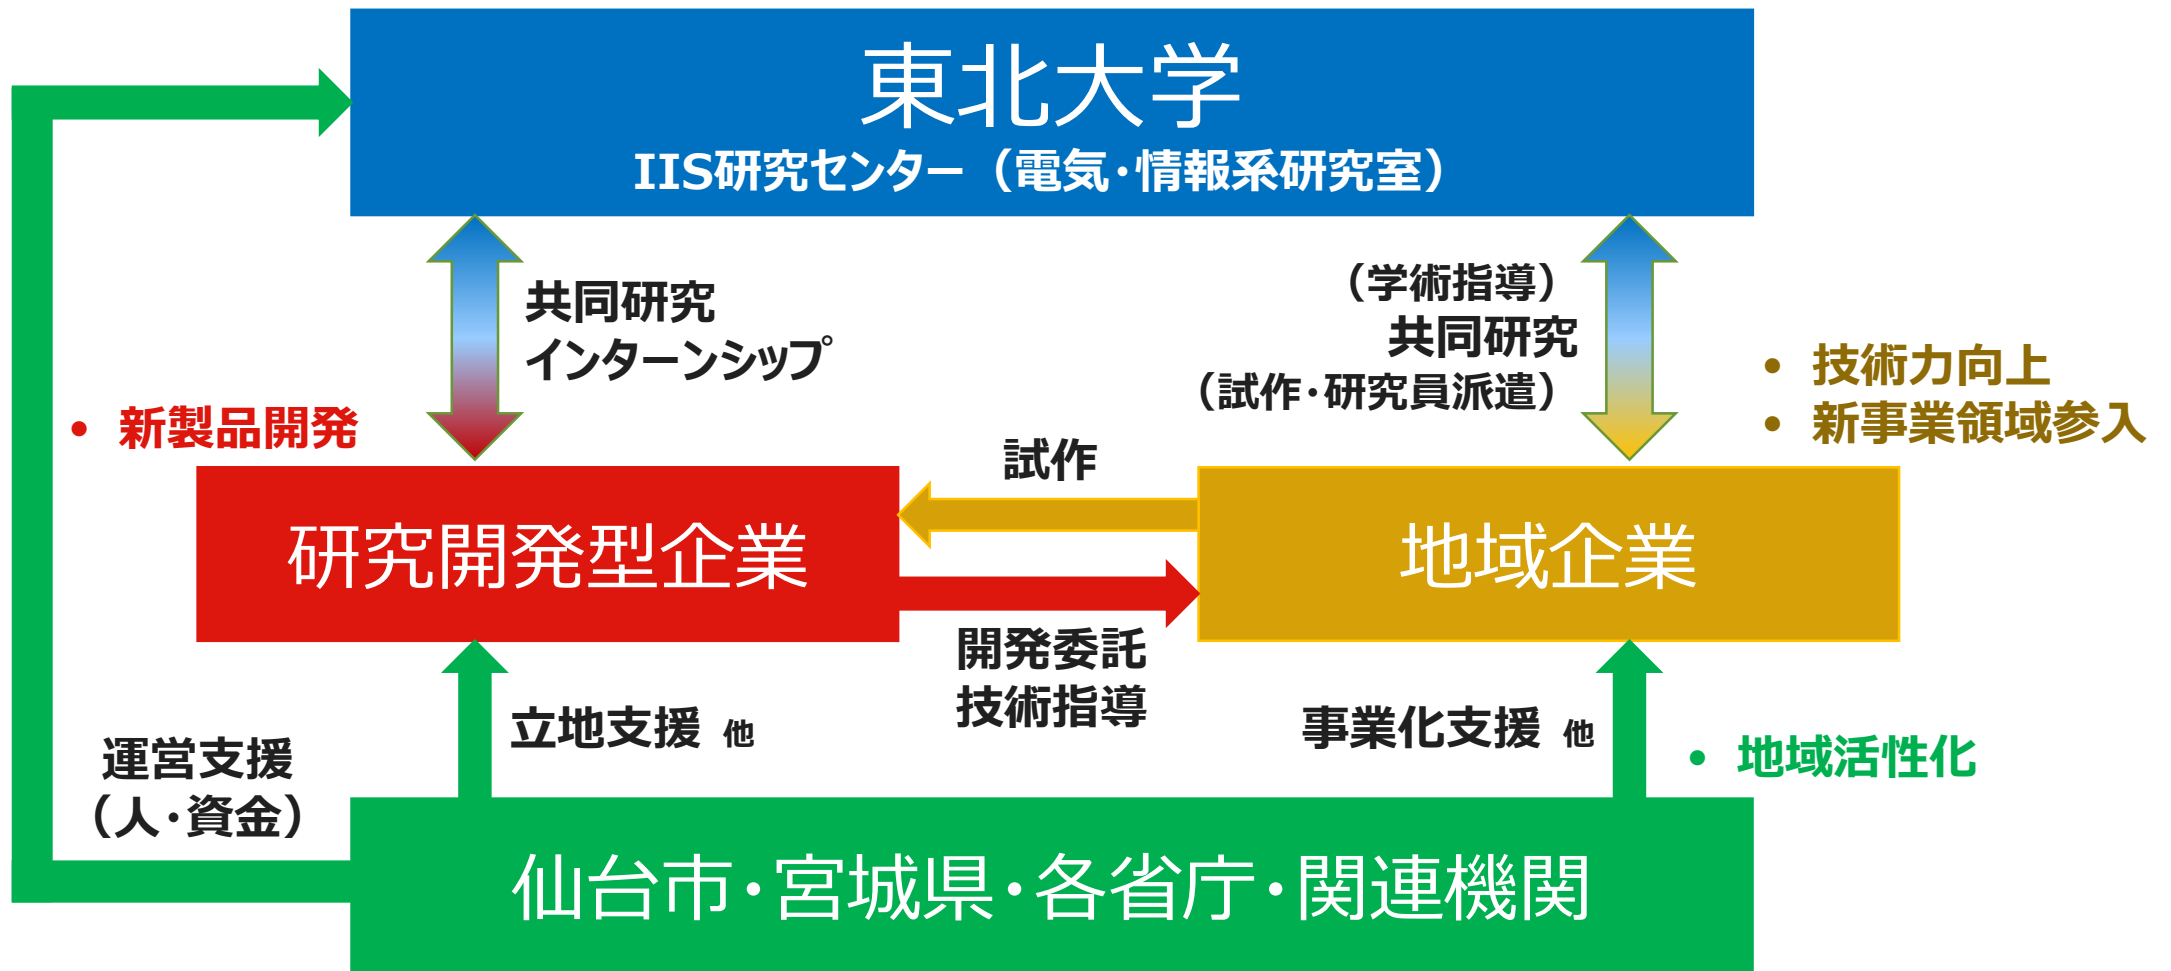 東北大学
IIS研究センター（電気・情報系研究室）
共同研究
インターンシップ
（学術指導）
共同研究
（試作・研究員派遣）
• 技術力向上
• 新事業領域参入
• 新製品開発
試作
研究開発型企業
地域企業
開発委託
技術指導
立地支援 他
事業化支援 他
• 地域活性化
運営支援
（人・資金）
仙台市・宮城県・各省庁・関連機関